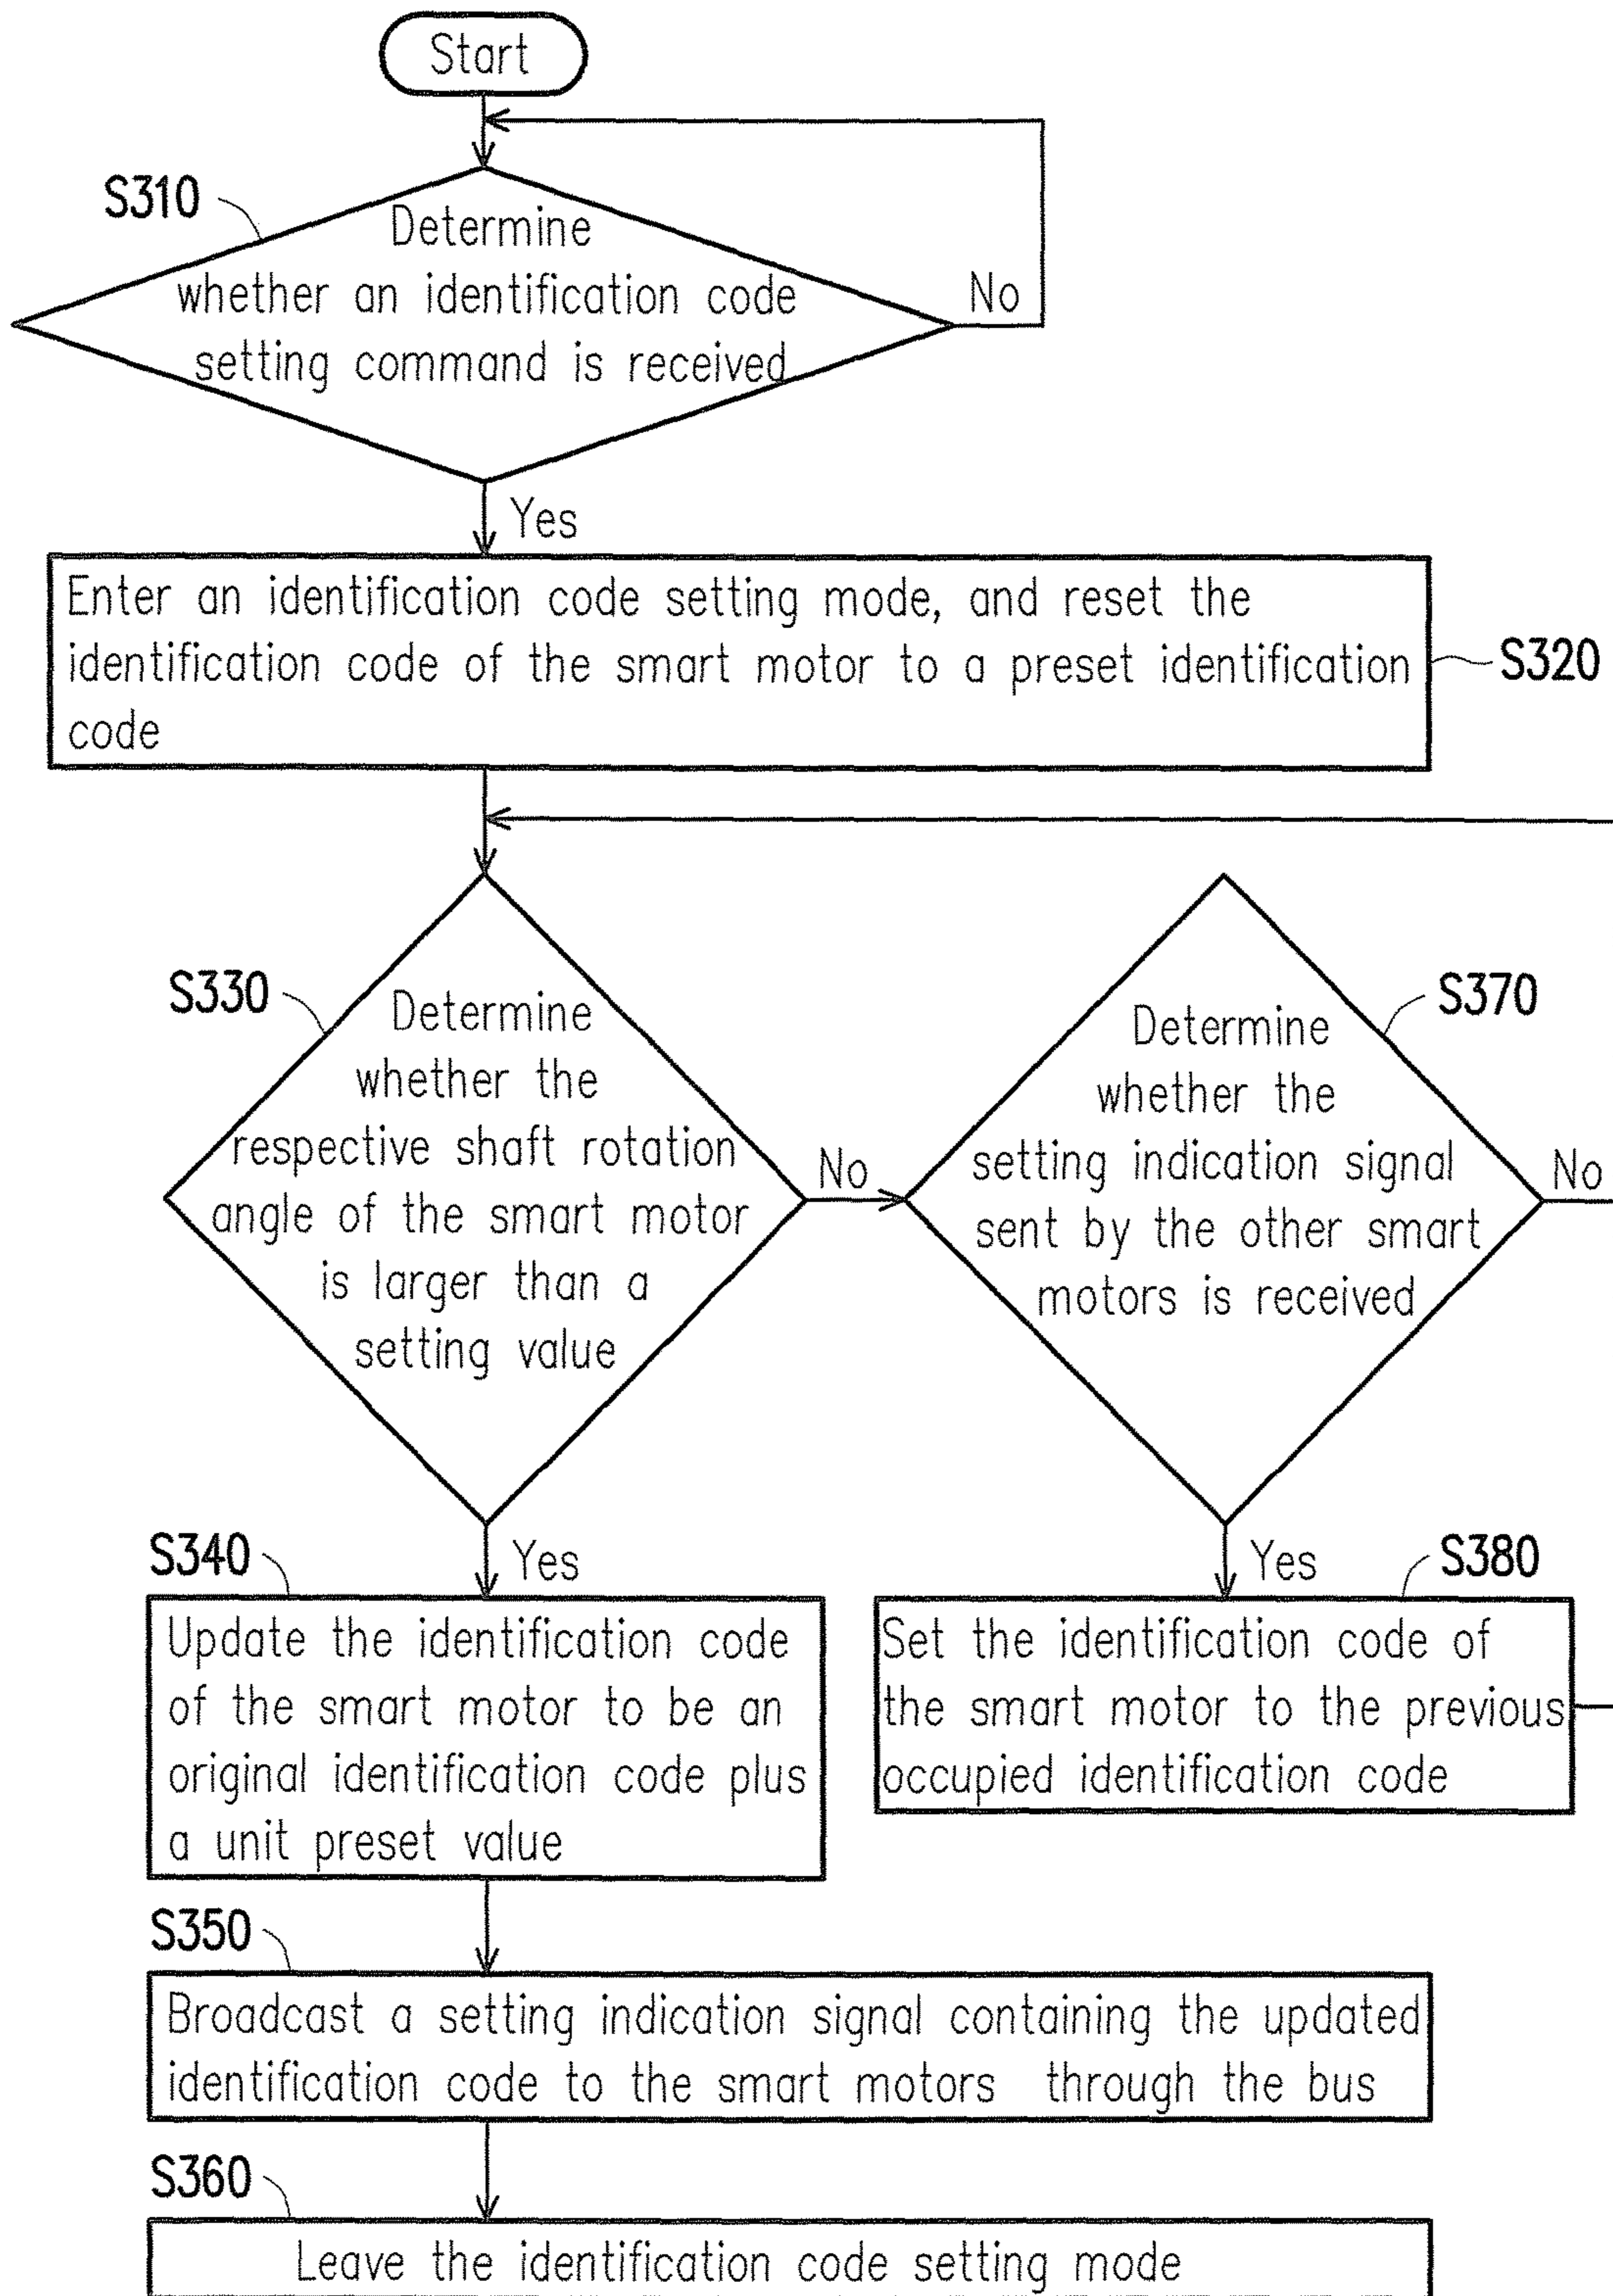 Start
S310
Determine
whether an identification code
setting command is received
No
Yes
Enter an identification code setting mode, and reset the
identification code of the smart motor to a preset identification
code
S320
S330
Determine
whether the
respective shaft rotation
angle of the smart motor
is larger than a
setting value
No
S370
Determine
whether the
setting indication signal
sent by the other smart
motors is received
No
S340
Yes
Update the identification code
of the smart motor to be an
original identification code plus
a unit preset value
Yes
S380
Set the identification code of
the smart motor to the previous
occupied identification code
S350
Broadcast a setting indication signal containing the updated
identification code to the smart motors through the bus
S360
Leave the identification code setting mode